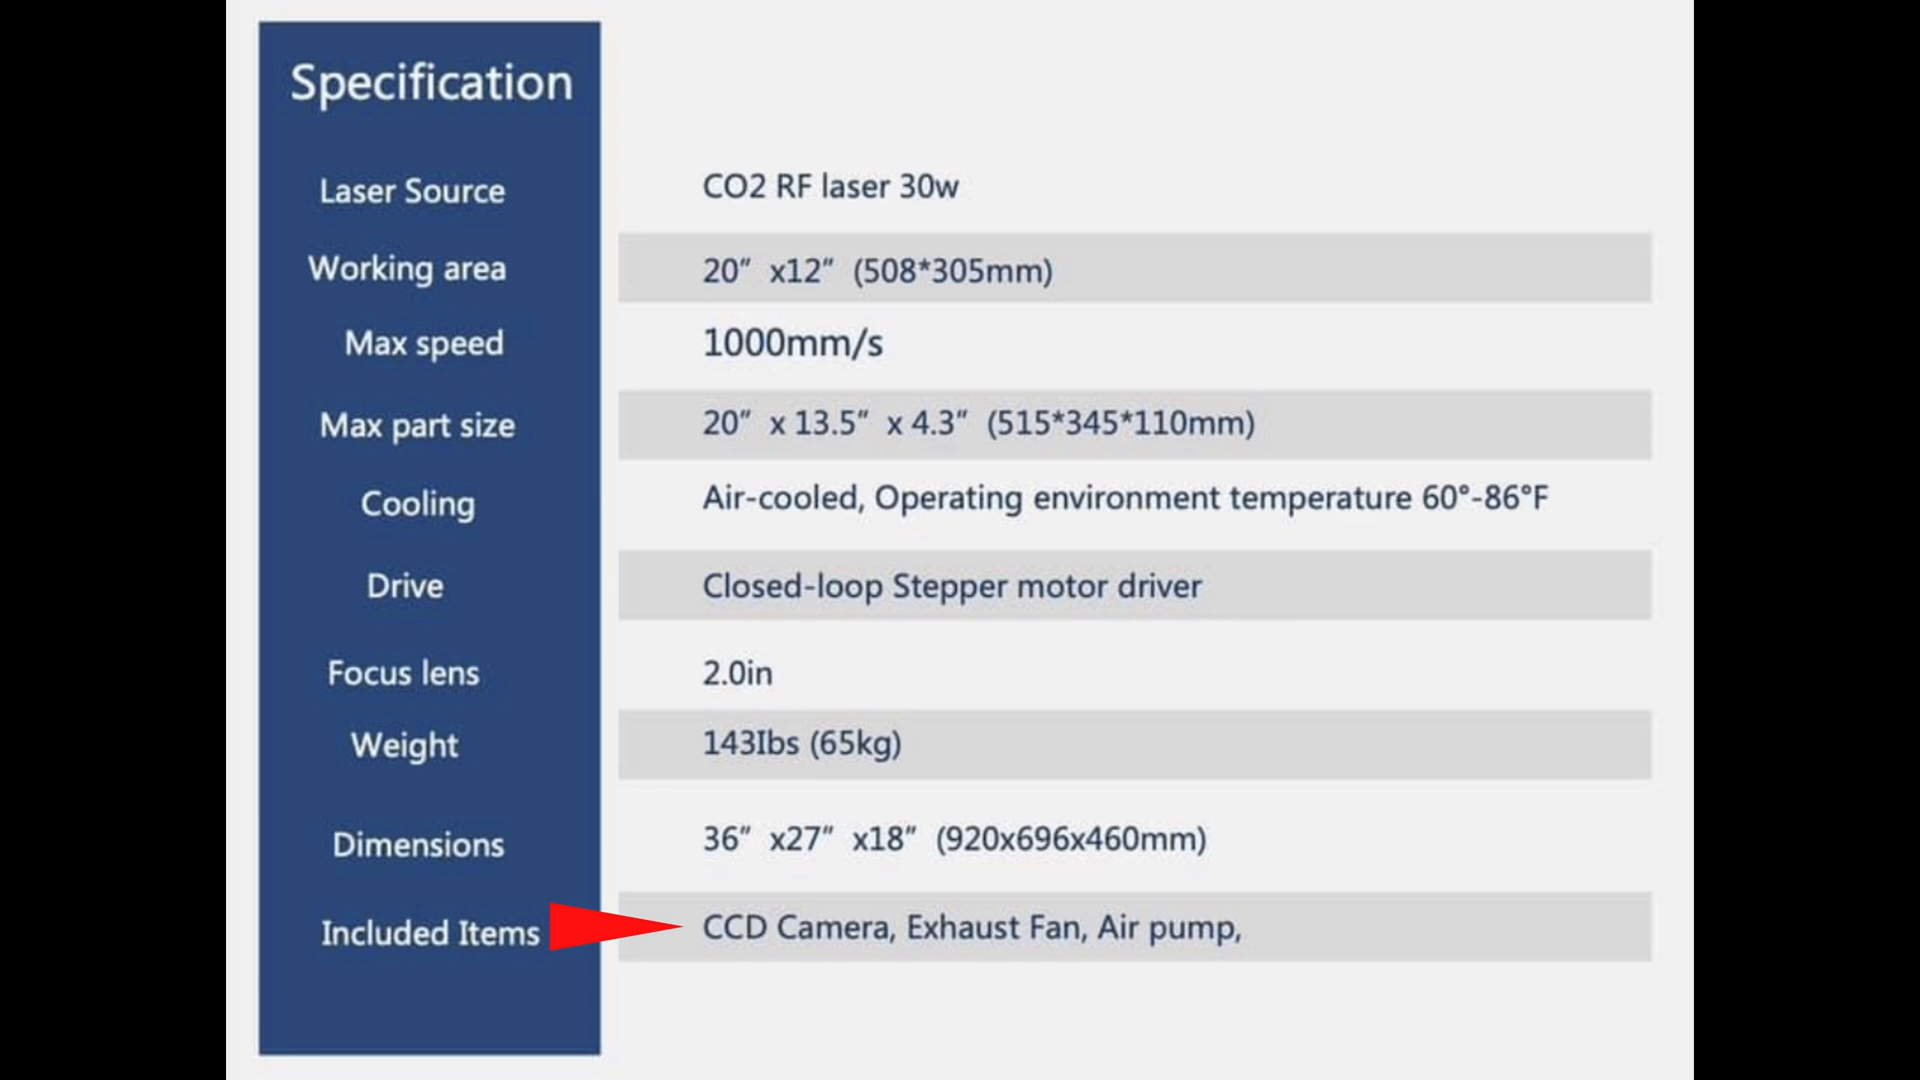 Specification
Laser Source CO2 RF laser 30w
Working area 20″ x12″ (508*305mm)
Max speed 1000mm/s
Max part size 20″ x 13.5″ x 4.3″ (515*345*110mm)
Cooling Air-cooled, Operating environment temperature 60°-86°F
Drive Closed-loop Stepper motor driver
Focus lens 2.0in
Weight 143Ibs (65kg)
Dimensions 36″ x27″ x18″ (920x696x460mm)
Included Items CCD Camera, Exhaust Fan, Air pump,